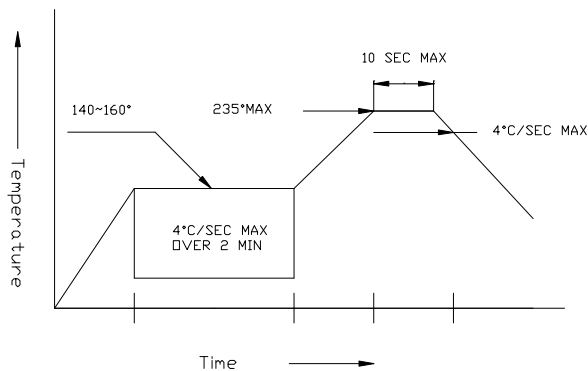 10 SEC MAX
140~160°
235°MAX
4°C/SEC MAX
4°C/SEC MAX
OVER 2 MIN
Temperature
Time